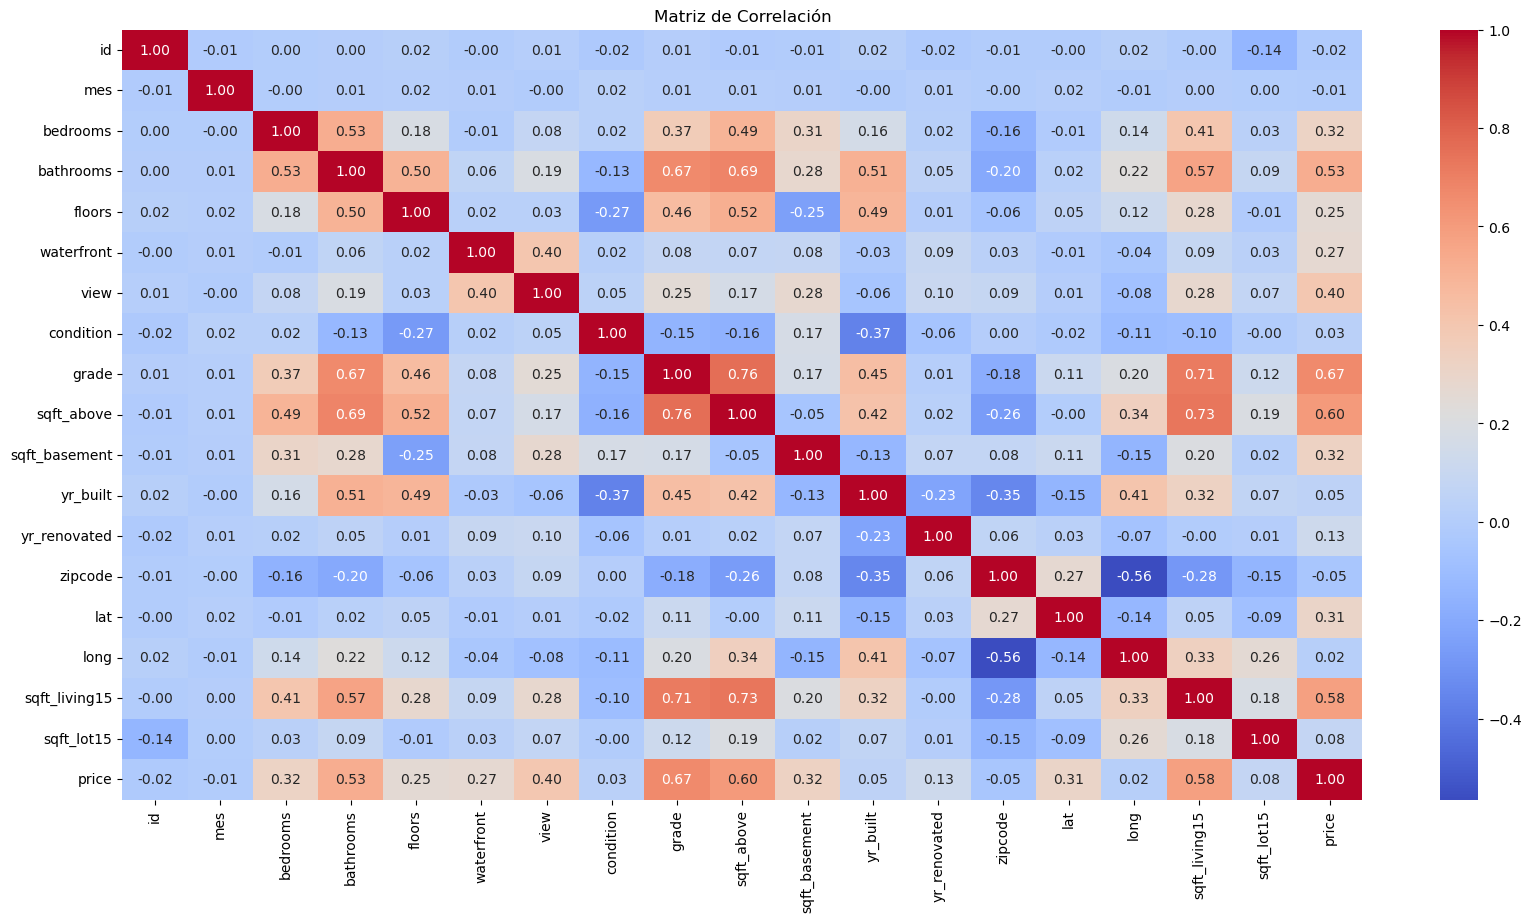 Matriz de Correlación
id 1.00 -0.01 0.00 0.00 0.02 -0.00 0.01 -0.02 0.01 -0.01 -0.01 0.02 -0.02 -0.01 -0.00 0.02 -0.00 -0.14 -0.02
mes -0.01 1.00 -0.00 0.01 0.02 0.01 -0.00 0.02 0.01 0.01 0.01 -0.00 0.01 -0.00 0.02 -0.01 0.00 0.00 -0.01
bedrooms 0.00 -0.00 1.00 0.53 0.18 -0.01 0.08 0.02 0.37 0.49 0.31 0.16 0.02 -0.16 -0.01 0.14 0.41 0.03 0.32
bathrooms 0.00 0.01 0.53 1.00 0.50 0.06 0.19 -0.13 0.67 0.69 0.28 0.51 0.05 -0.20 0.02 0.22 0.57 0.09 0.53
floors 0.02 0.02 0.18 0.50 1.00 0.02 0.03 -0.27 0.46 0.52 -0.25 0.49 0.01 -0.06 0.05 0.12 0.28 -0.01 0.25
waterfront -0.00 0.01 -0.01 0.06 0.02 1.00 0.40 0.02 0.08 0.07 0.08 -0.03 0.09 0.03 -0.01 -0.04 0.09 0.03 0.27
view 0.01 -0.00 0.08 0.19 0.03 0.40 1.00 0.05 0.25 0.17 0.28 -0.06 0.10 0.09 0.01 -0.08 0.28 0.07 0.40
condition -0.02 0.02 0.02 -0.13 -0.27 0.02 0.05 1.00 -0.15 -0.16 0.17 -0.37 -0.06 0.00 -0.02 -0.11 -0.10 -0.00 0.03
grade 0.01 0.01 0.37 0.67 0.46 0.08 0.25 -0.15 1.00 0.76 0.17 0.45 0.01 -0.18 0.11 0.20 0.71 0.12 0.67
sqft_above -0.01 0.01 0.49 0.69 0.52 0.07 0.17 -0.16 0.76 1.00 -0.05 0.42 0.02 -0.26 -0.00 0.34 0.73 0.19 0.60
sqft_basement -0.01 0.01 0.31 0.28 -0.25 0.08 0.28 0.17 0.17 -0.05 1.00 -0.13 0.07 0.08 0.11 -0.15 0.20 0.02 0.32
yr_built 0.02 -0.00 0.16 0.51 0.49 -0.03 -0.06 -0.37 0.45 0.42 -0.13 1.00 -0.23 -0.35 -0.15 0.41 0.32 0.07 0.05
yr_renovated -0.02 0.01 0.02 0.05 0.01 0.09 0.10 -0.06 0.01 0.02 0.07 -0.23 1.00 0.06 0.03 -0.07 -0.00 0.01 0.13
zipcode -0.01 -0.00 -0.16 -0.20 -0.06 0.03 0.09 0.00 -0.18 -0.26 0.08 -0.35 0.06 1.00 0.27 -0.56 -0.28 -0.15 -0.05
lat -0.00 0.02 -0.01 0.02 0.05 -0.01 0.01 -0.02 0.11 -0.00 0.11 -0.15 0.03 0.27 1.00 -0.14 0.05 -0.09 0.31
long 0.02 -0.01 0.14 0.22 0.12 -0.04 -0.08 -0.11 0.20 0.34 -0.15 0.41 -0.07 -0.56 -0.14 1.00 0.33 0.26 0.02
sqft_living15 -0.00 0.00 0.41 0.57 0.28 0.09 0.28 -0.10 0.71 0.73 0.20 0.32 -0.00 -0.28 0.05 0.33 1.00 0.18 0.58
sqft_lot15 -0.14 0.00 0.03 0.09 -0.01 0.03 0.07 -0.00 0.12 0.19 0.02 0.07 0.01 -0.15 -0.09 0.26 0.18 1.00 0.08
price -0.02 -0.01 0.32 0.53 0.25 0.27 0.40 0.03 0.67 0.60 0.32 0.05 0.13 -0.05 0.31 0.02 0.58 0.08 1.00
id mes bedrooms bathrooms floors waterfront view condition grade sqft_above sqft_basement yr_built yr_renovated zipcode lat long sqft_living15 sqft_lot15 price
1.0
0.8
0.6
0.4
0.2
0.0
−0.2
−0.4